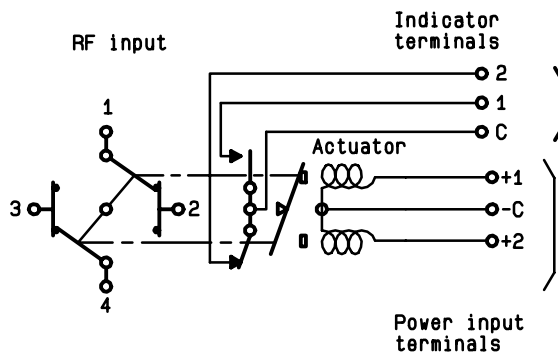 Indicator
terminals
RF input
2
1
C
1
Actuator
+1
3
2
-C
+2
4
Power input
terminals